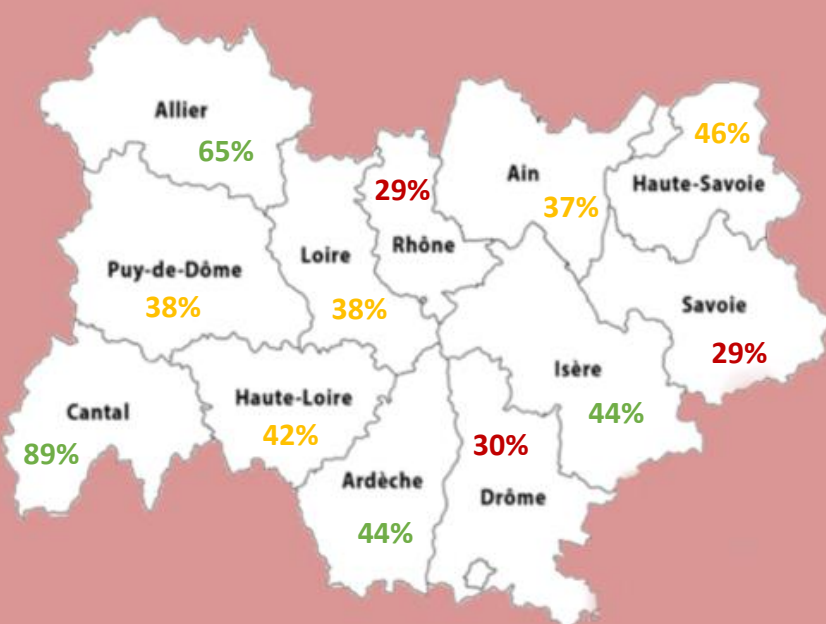 Allier
65%
Ain
37%
46%
Haute-Savoie
29%
Rhône
Loire
38%
Puy-de-Dôme
38%
Savoie
29%
Isère
44%
Cantal
89%
Haute-Loire
42%
Ardèche
44%
30%
Drôme